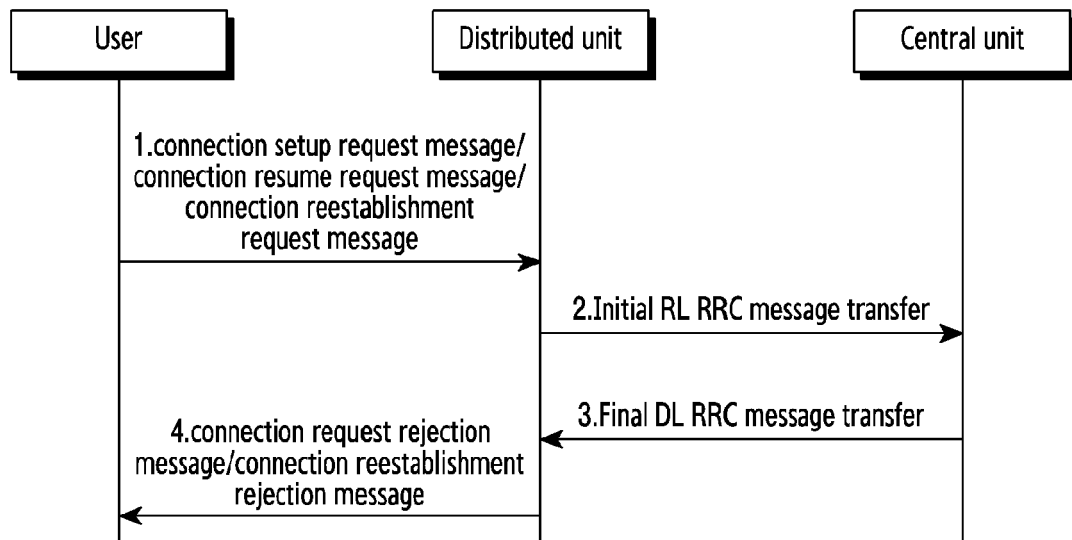 User
Distributed unit
Central unit
1.connection setup request message/
connection resume request message/
connection reestablishment
request message
2.Initial RL RRC message transfer
3.Final DL RRC message transfer
4.connection request rejection
message/connection reestablishment
rejection message